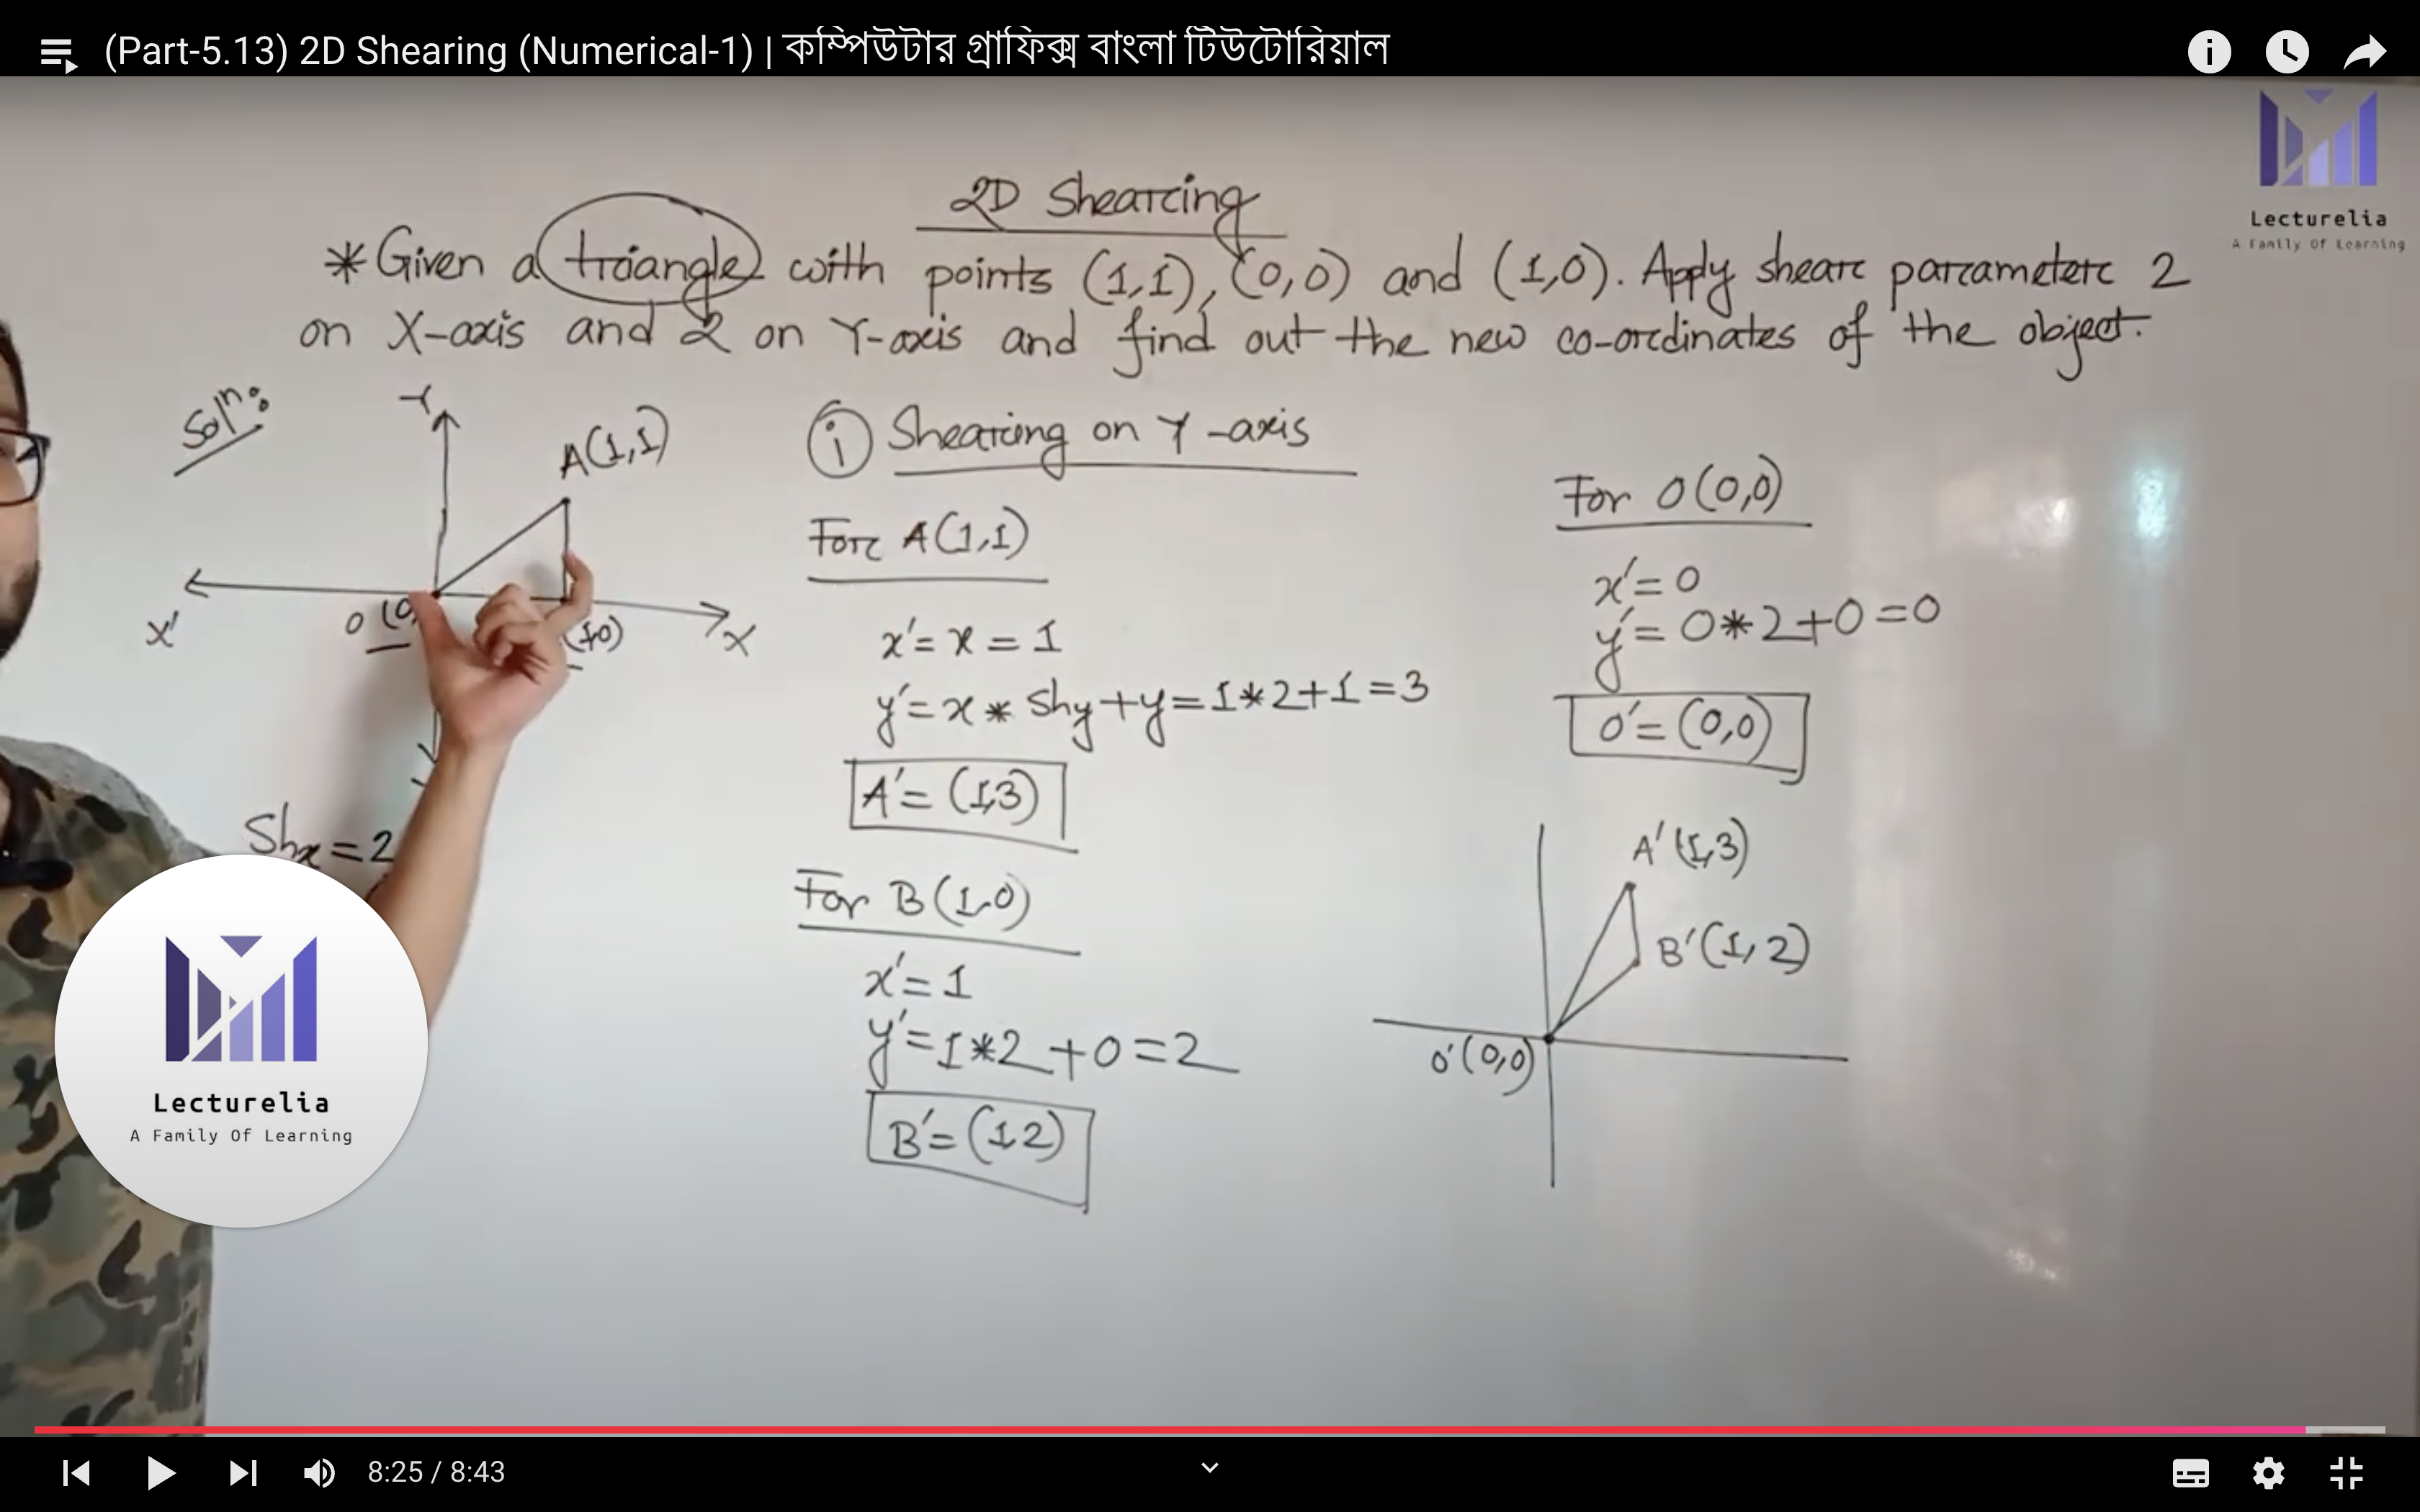 (Part-5.13) 2D Shearing (Numerical-1) | কম্পিউটার গ্রাফিক্স বাংলা টিউটোরিয়াল
Lecturelia
A Family Of Learning
2D Shearing
*Given a triangle with points (1,1), (0,0) and (1,0). Apply shear parameter 2
on X-axis and 2 on Y-axis and find out the new co-ordinates of the object.
Solⁿ:
Y
A(1,1)
X'
O (0,
(1,0)
X
Shx=2
i Shearing on Y-axis
For A(1,1)
x'= x = 1
y'= x * Shy+y=1*2+1=3
A'= (1,3)
For B(1,0)
x'=1
y'=1*2+0=2
B'=(1,2)
For O(0,0)
x'=0
y'= 0*2+0=0
O'=(0,0)
A'(1,3)
B'(1,2)
O'(0,0)
Lecturelia
A Family Of Learning
8:25 / 8:43